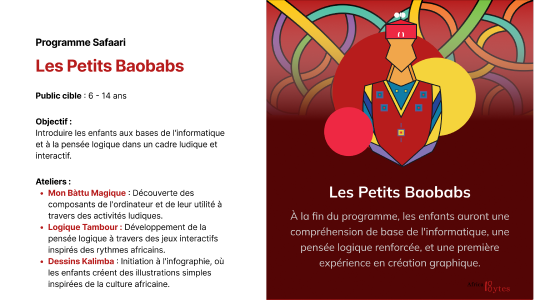 Programme Safaari
Les Petits Baobabs
Public cible : 6 - 14 ans
Objectif :
Introduire les enfants aux bases de l'informatique
et à la pensée logique dans un cadre ludique et
interactif.
Ateliers :
• Mon Bàttu Magique : Découverte des
composants de l'ordinateur et de leur utilité à
travers des activités ludiques.
• Logique Tambour : Développement de la
pensée logique à travers des jeux interactifs
inspirés des rythmes africains.
• Dessins Kalimba : Initiation à l'infographie, où
les enfants créent des illustrations simples
inspirées de la culture africaine.
Les Petits Baobabs
À la fin du programme, les enfants auront une
compréhension de base de l'informatique, une
pensée logique renforcée, et une première
expérience en création graphique.